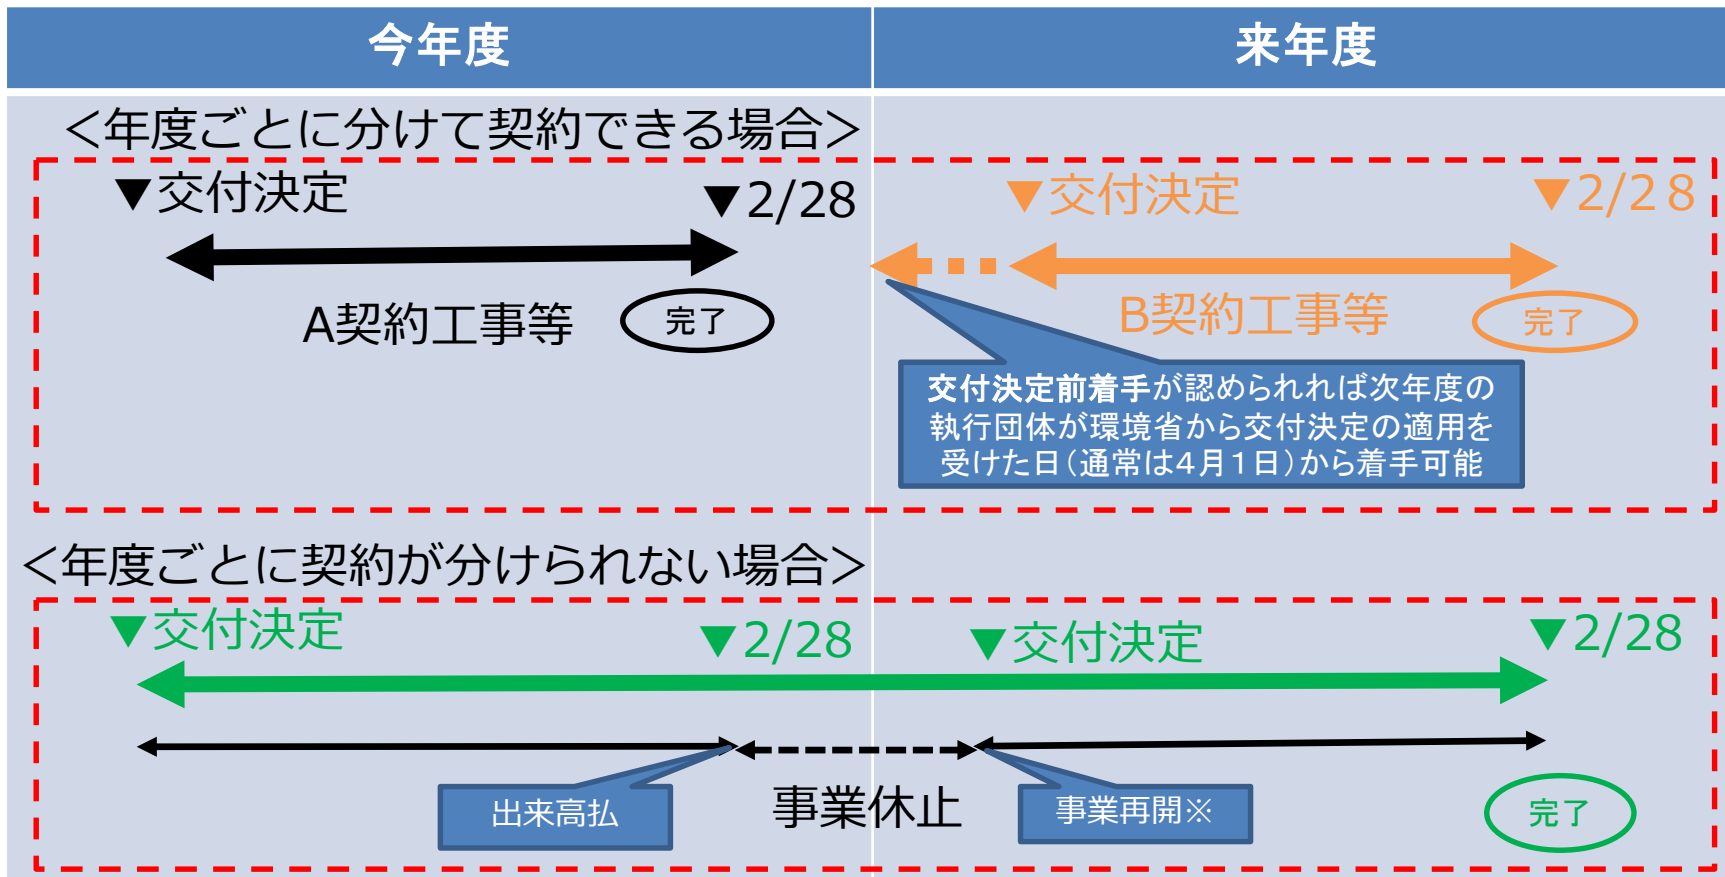 今年度
来年度
＜年度ごとに分けて契約できる場合＞
▼交付決定
▼2/28
▼交付決定
▼2/2８
A契約工事等
完了
B契約工事等
完了
交付決定前着手が認められれば次年度の
執行団体が環境省から交付決定の適用を
受けた日（通常は４月１日）から着手可能
＜年度ごとに契約が分けられない場合＞
▼交付決定
▼2/28
▼交付決定
▼2/28
出来高払
事業休止
事業再開※
完了